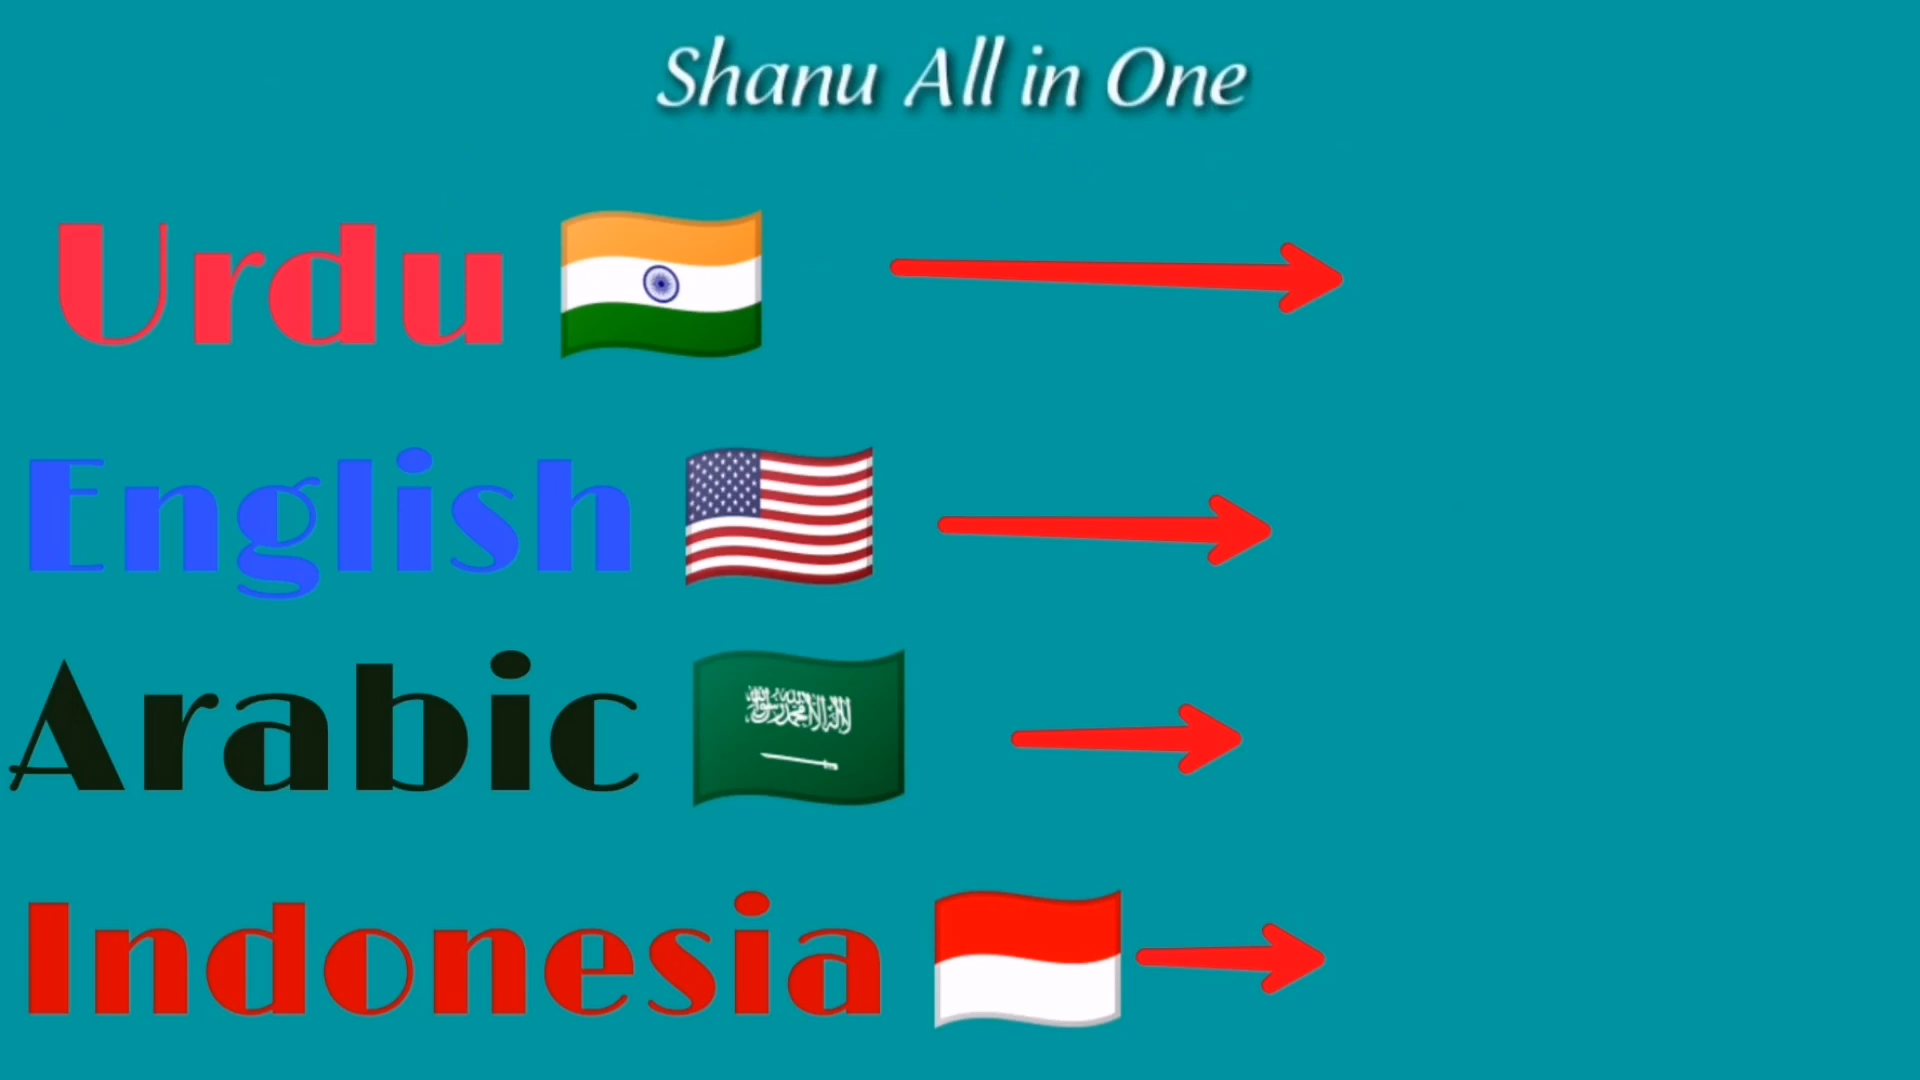 Shanu All in One
Urdu
English
Arabic
Indonesia